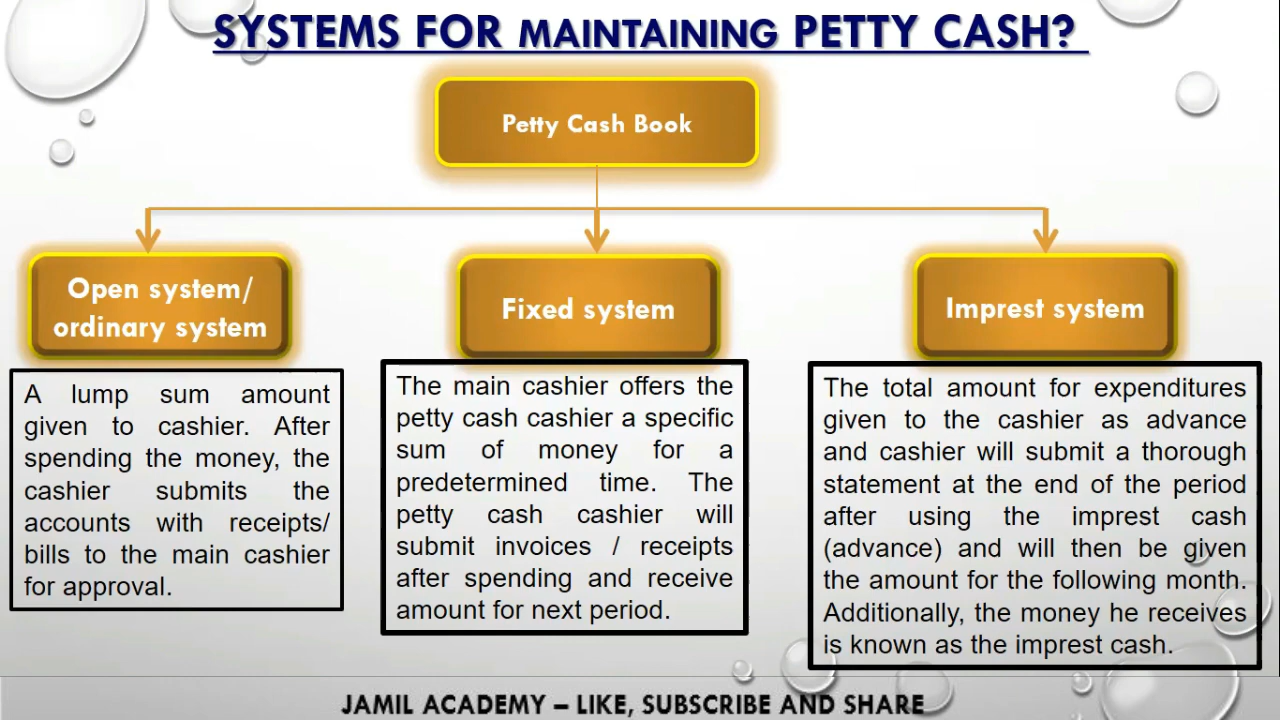 SYSTEMS FOR MAINTAINING PETTY CASH?
Petty Cash Book
Open system/
ordinary system
A lump sum amount
given to cashier. After
spending the money, the
cashier submits the
accounts with receipts/
bills to the main cashier
for approval.
Fixed system
The main cashier offers the
petty cash cashier a specific
sum of money for a
predetermined time. The
petty cash cashier will
submit invoices / receipts
after spending and receive
amount for next period.
Imprest system
The total amount for expenditures
given to the cashier as advance
and cashier will submit a thorough
statement at the end of the period
after using the imprest cash
(advance) and will then be given
the amount for the following month.
Additionally, the money he receives
is known as the imprest cash.
JAMIL ACADEMY – LIKE, SUBSCRIBE AND SHARE